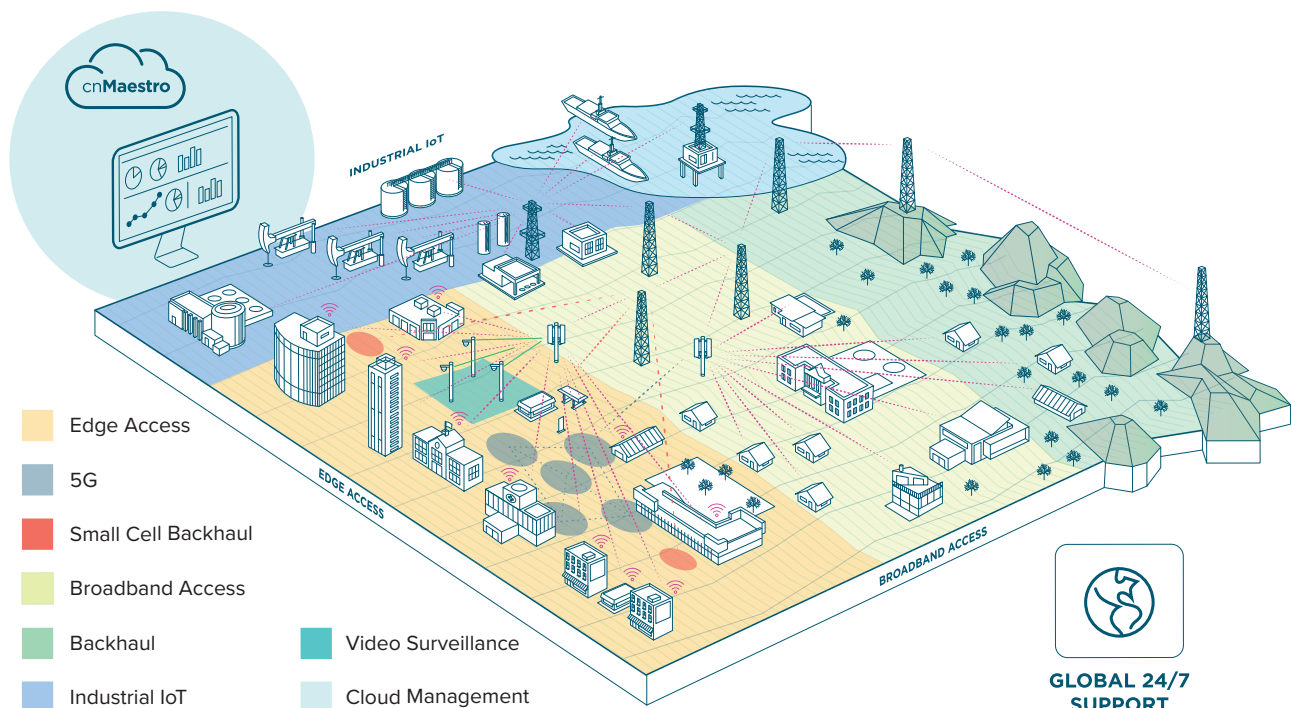 cnMaestro
INDUSTRIAL IoT
EDGE ACCESS
BROADBAND ACCESS
Edge Access
5G
Small Cell Backhaul
Broadband Access
Backhaul
Industrial IoT
Video Surveillance
Cloud Management
GLOBAL 24/7
SUPPORT